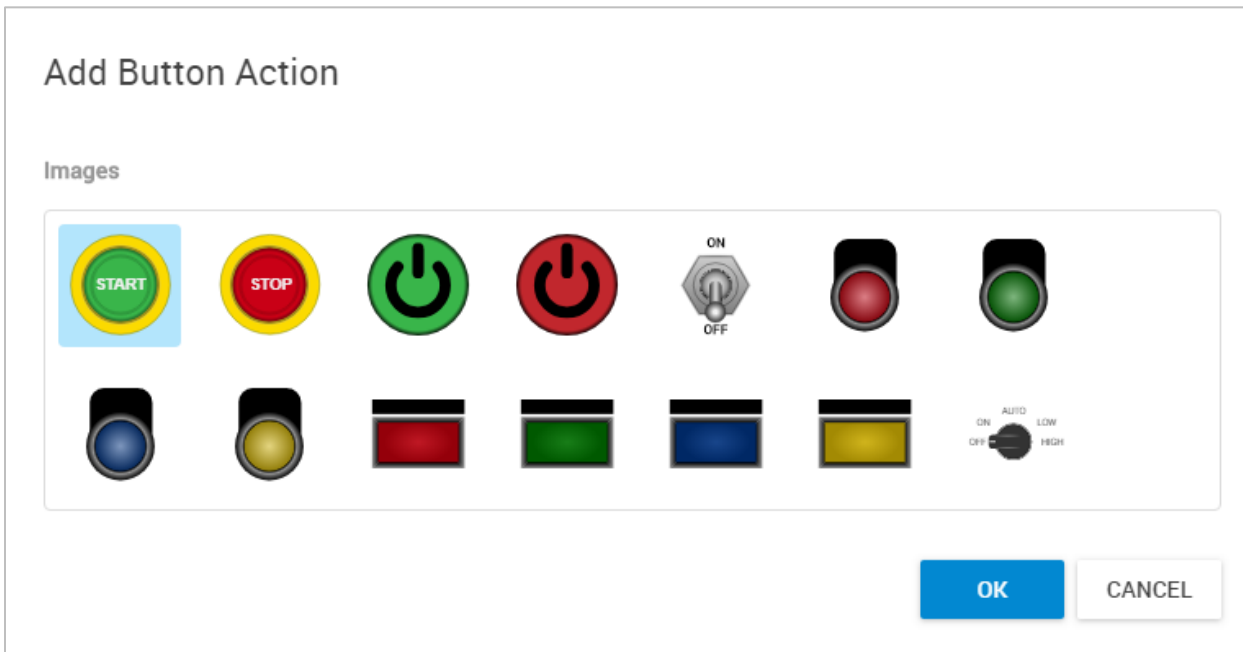 Add Button Action
Images
START
STOP
ON
OFF
OFF
ON
AUTO
LOW
HIGH
OK
CANCEL